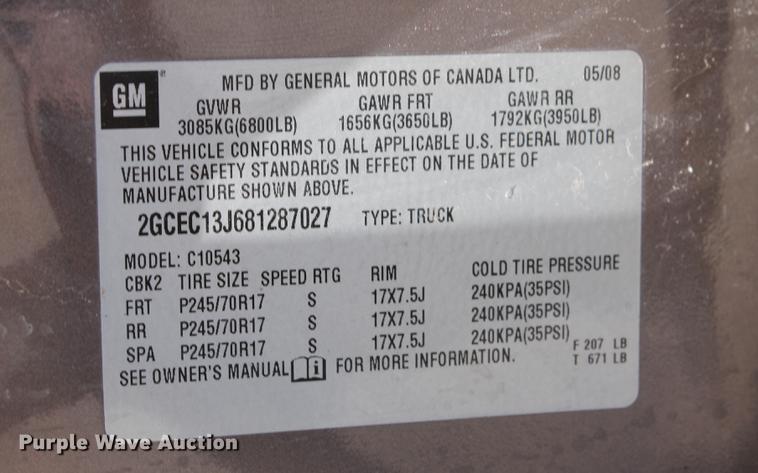 GM
MFD BY GENERAL MOTORS OF CANADA LTD. 05/08
GVWR GAWR FRT GAWR RR
3085KG(6800LB) 1656KG(3650LB) 1792KG(3950LB)
THIS VEHICLE CONFORMS TO ALL APPLICABLE U.S. FEDERAL MOTOR
VEHICLE SAFETY STANDARDS IN EFFECT ON THE DATE OF
MANUFACTURE SHOWN ABOVE.
2GCEC13J681287027 TYPE: TRUCK
MODEL: C10543
CBK2 TIRE SIZE SPEED RTG RIM COLD TIRE PRESSURE
FRT P245/70R17 S 17X7.5J 240KPA(35PSI)
RR P245/70R17 S 17X7.5J 240KPA(35PSI)
SPA P245/70R17 S 17X7.5J 240KPA(35PSI)
F 207 LB
SEE OWNER'S MANUAL i FOR MORE INFORMATION. T 671 LB
Purple Wave Auction